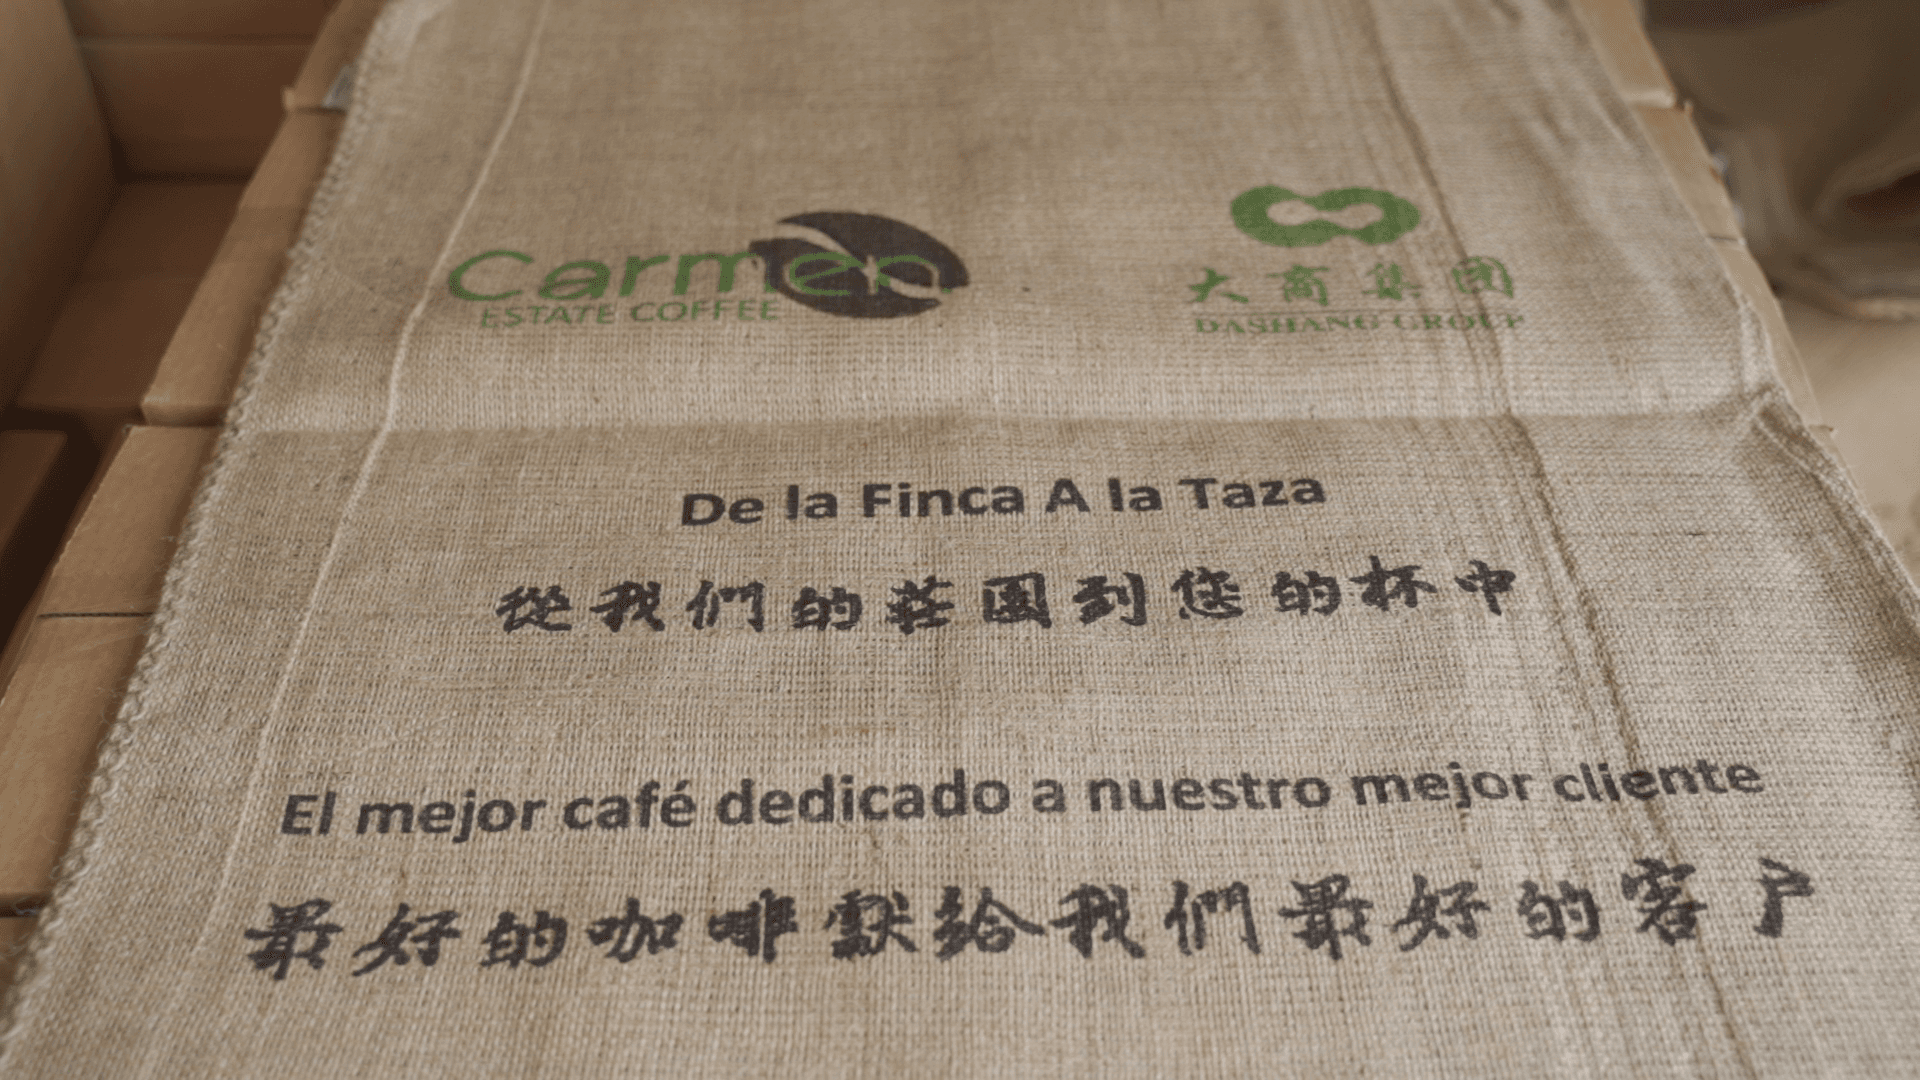 Carmen
ESTATE COFFEE
大商集團
DASHANG GROUP
De la Finca A la Taza
從我們的莊園到您的杯中
El mejor café dedicado a nuestro mejor cliente
最好的咖啡獻給我們最好的客户